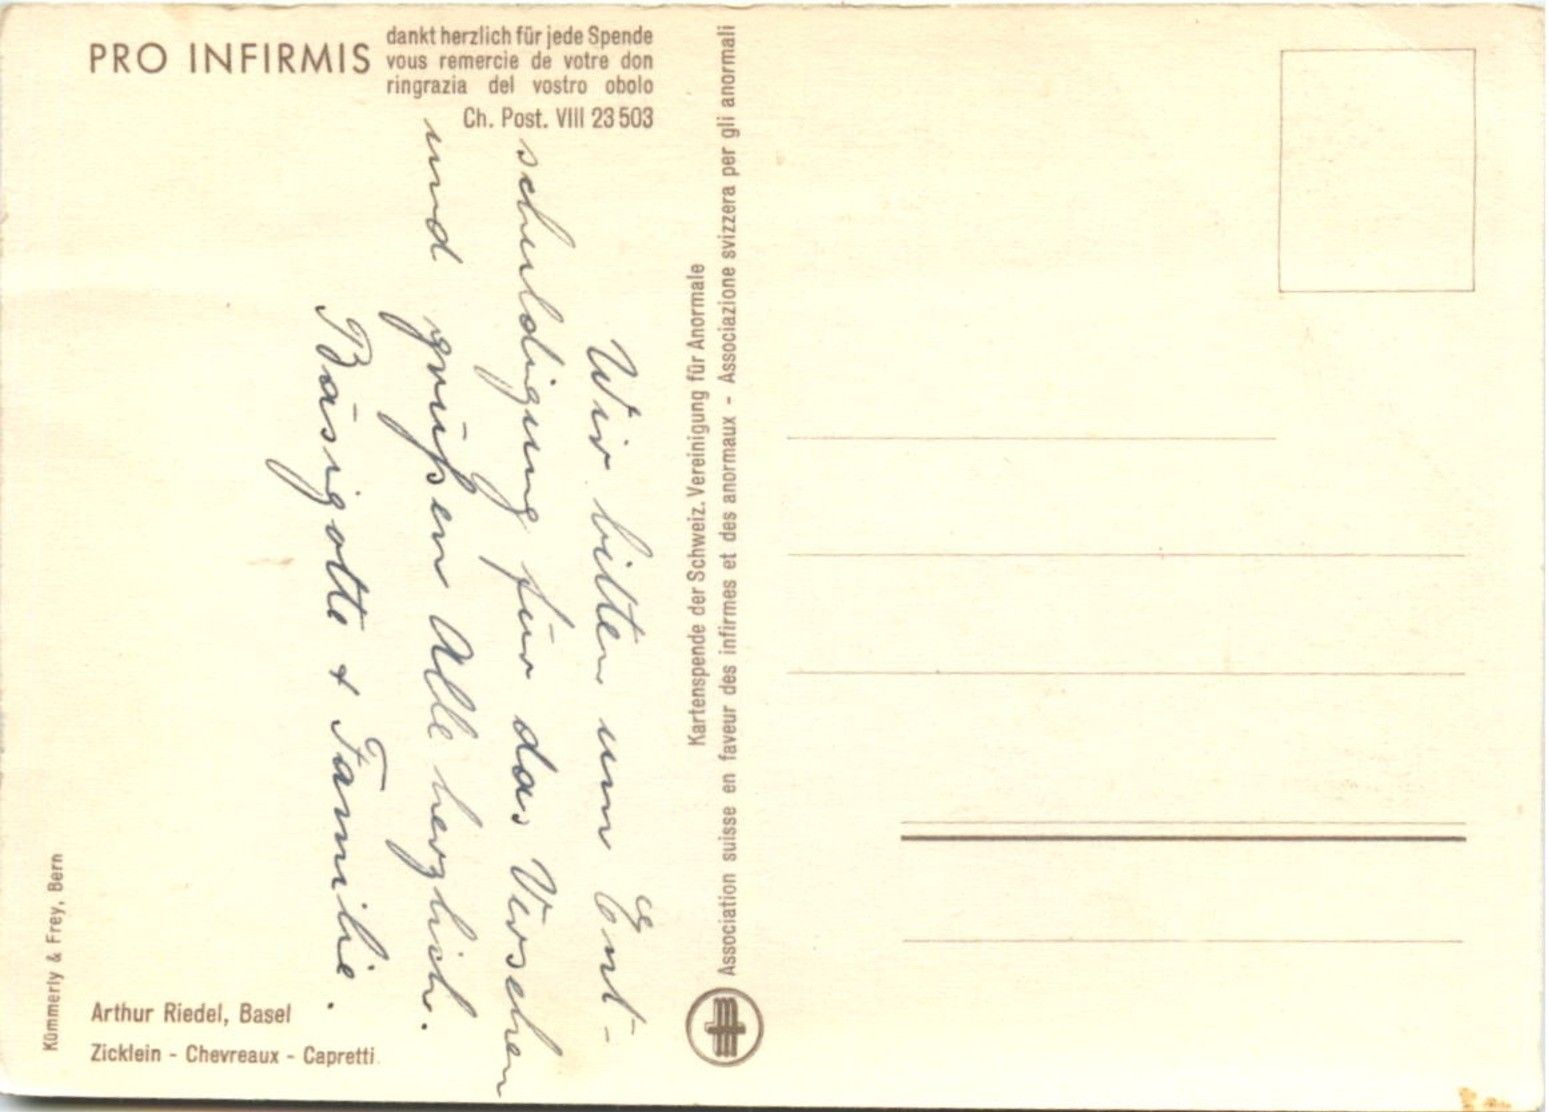 PRO INFIRMIS
dankt herzlich für jede Spende
vous remercie de votre don
ringrazia del vostro obolo
Ch. Post. VIII 23 503
Wir bitten um Ent-
schuldigung für das Versehen
und grüßen Alle herzlich.
Bäsigotte & Familie.
Kartenspende der Schweiz. Vereinigung für Anormale
Association suisse en faveur des infirmes et des anormaux - Associazione svizzera per gli anormali
Kümmerly & Frey, Bern
Arthur Riedel, Basel
Zicklein - Chevreaux - Capretti